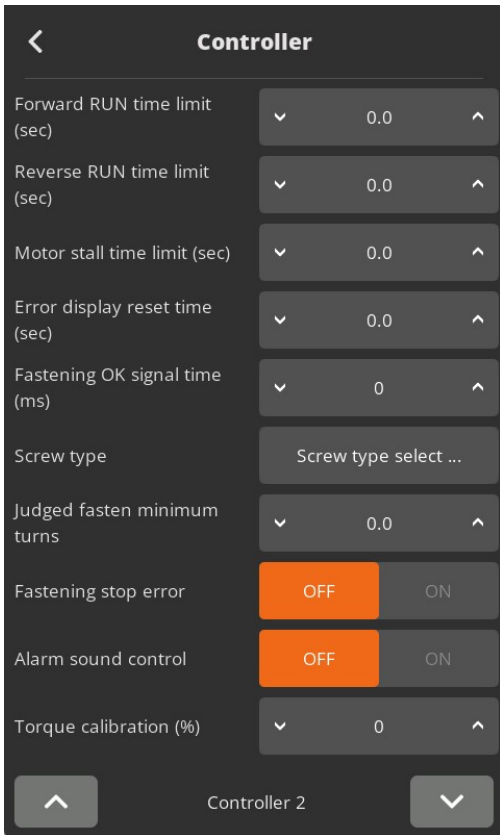 Controller
Forward RUN time limit
(sec)
0.0
Reverse RUN time limit
(sec)
0.0
Motor stall time limit (sec)
0.0
Error display reset time
(sec)
0.0
Fastening OK signal time
(ms)
0
Screw type
Screw type select ...
Judged fasten minimum
turns
0.0
Fastening stop error
OFF
ON
Alarm sound control
OFF
ON
Torque calibration (%)
0
Controller 2